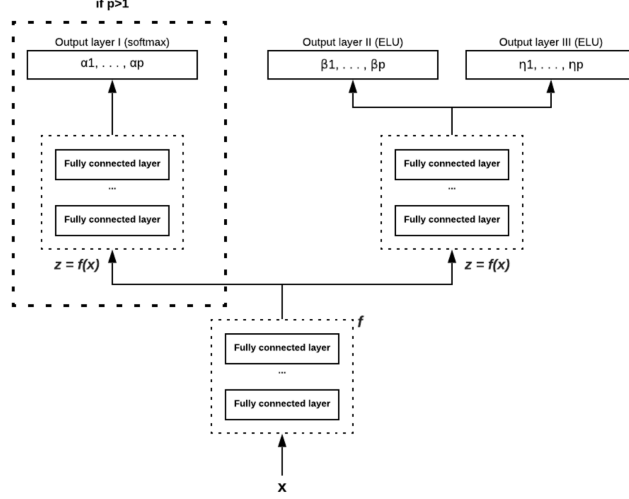 if p>1
Output layer I (softmax)
α1, . . . , αp
Output layer II (ELU)
β1, . . . , βp
Output layer III (ELU)
η1, . . . , ηp
Fully connected layer
...
Fully connected layer
Fully connected layer
...
Fully connected layer
z = f(x)
z = f(x)
f
Fully connected layer
...
Fully connected layer
x